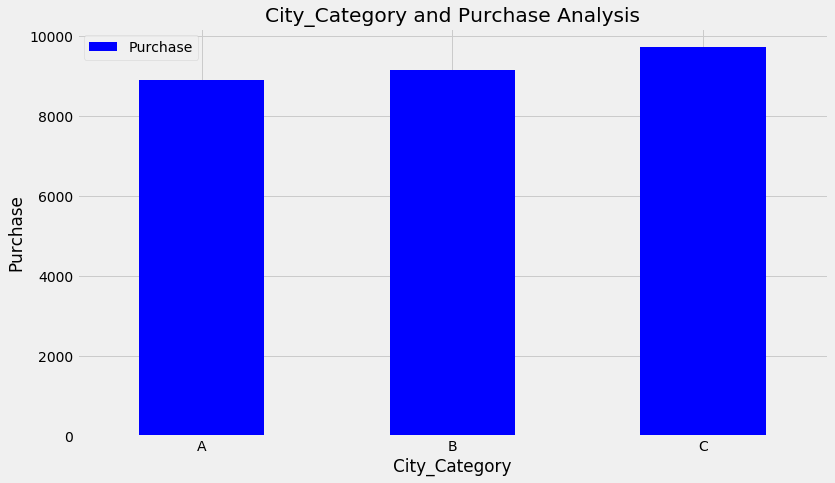 City_Category and Purchase Analysis
Purchase
10000
8000
6000
4000
2000
0
Purchase
A
B
C
City_Category